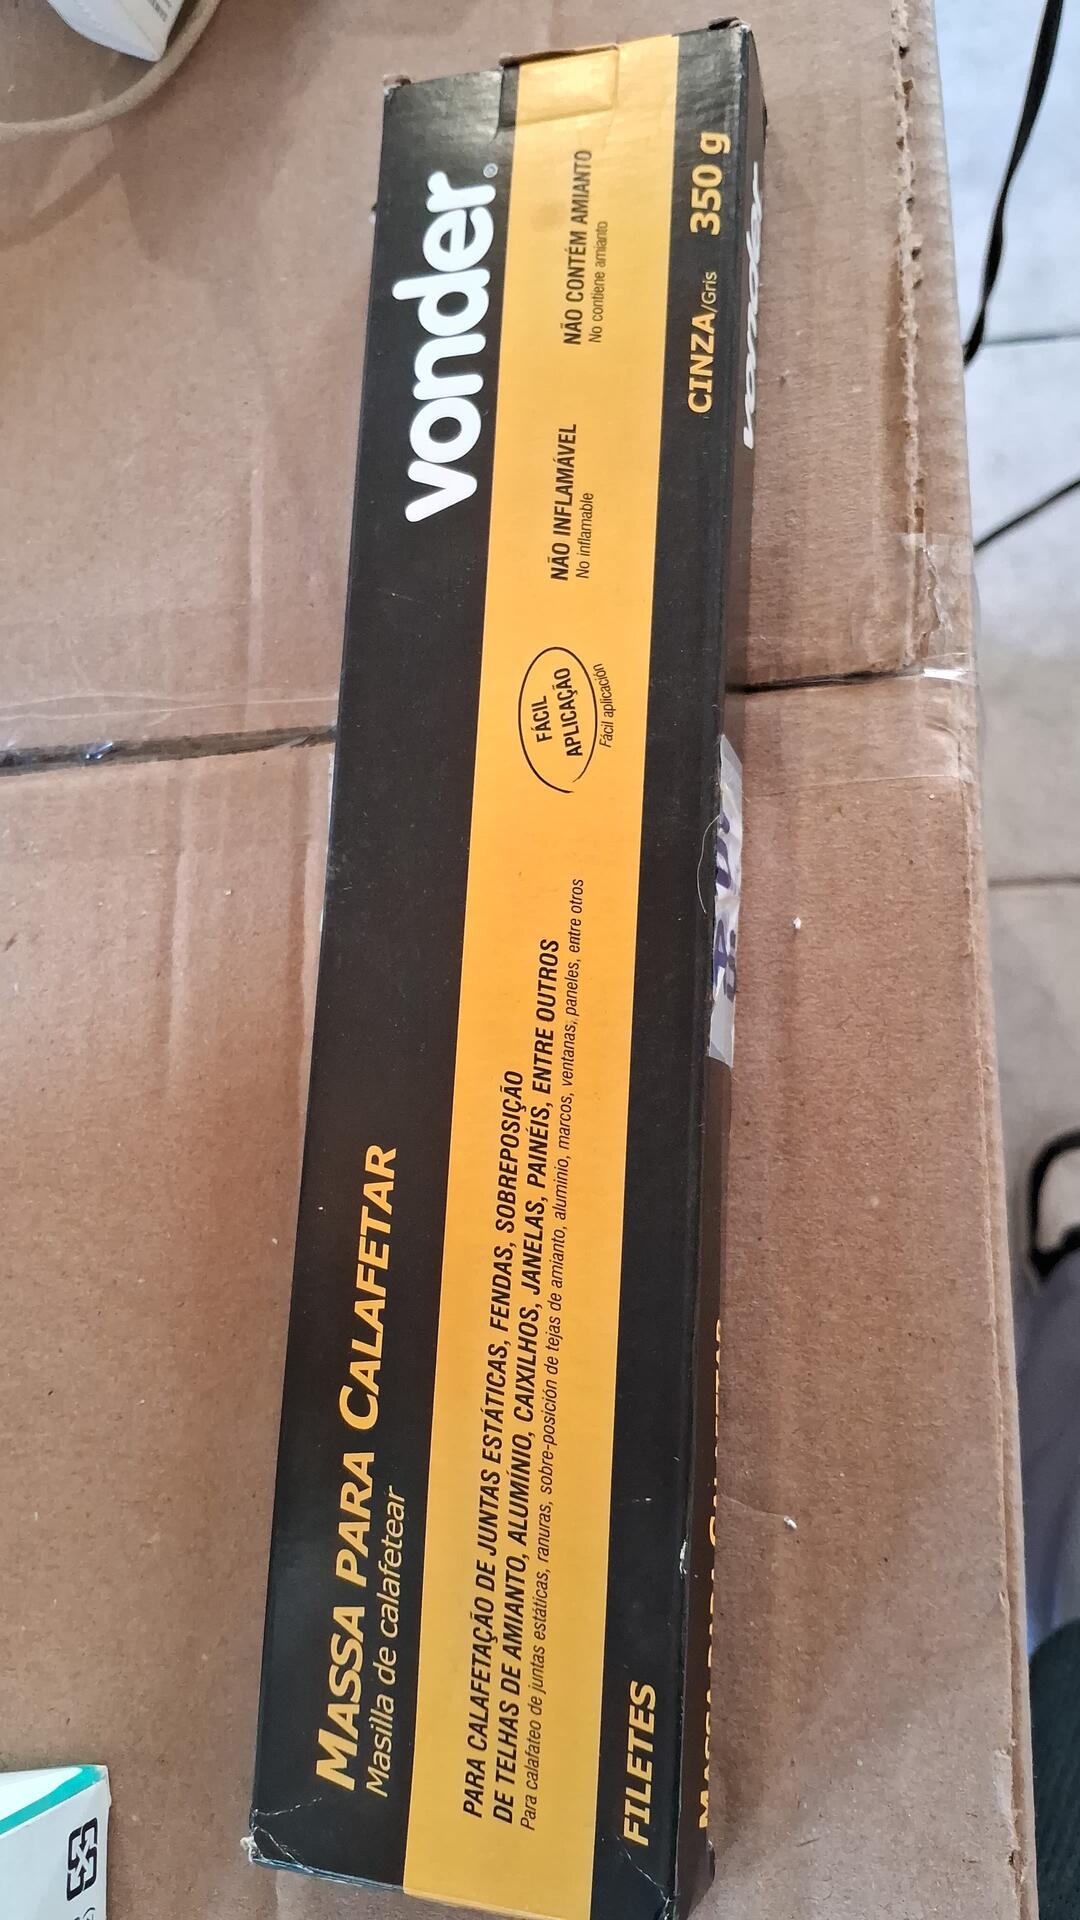 vonder®
MASSA PARA CALAFETAR
Masilla de calafetear
PARA CALAFETAÇÃO DE JUNTAS ESTÁTICAS, FENDAS, SOBREPOSIÇÃO
DE TELHAS DE AMIANTO, ALUMÍNIO, CAIXILHOS, JANELAS, PAINÉIS, ENTRE OUTROS
Para calafateo de juntas estáticas, ranuras, sobre-posición de tejas de amianto, aluminio, marcos, ventanas, paneles, entre otros
FÁCIL
APLICAÇÃO
Fácil aplicación
NÃO INFLAMÁVEL
No inflamable
NÃO CONTÉM AMIANTO
No contiene amianto
FILETES
CINZA/Gris 350 g
vonder
MASSA PARA CALAFETAR